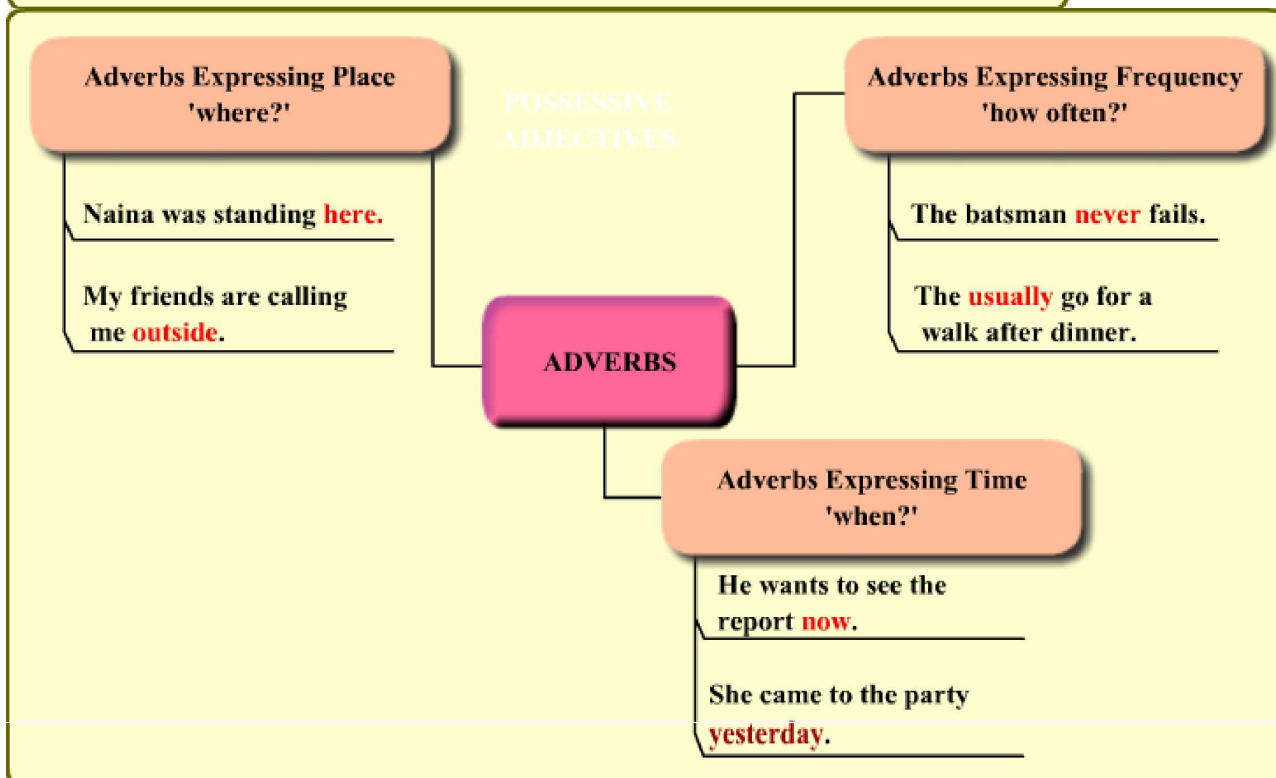 Adverbs Expressing Place
'where?'
Naina was standing here.
My friends are calling
me outside.
POSSESSIVE
ADJECTIVES
Adverbs Expressing Frequency
'how often?'
The batsman never fails.
The usually go for a
walk after dinner.
ADVERBS
Adverbs Expressing Time
'when?'
He wants to see the
report now.
She came to the party
yesterday.